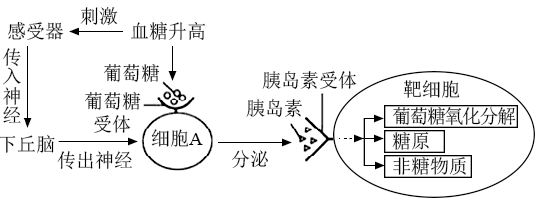 刺激
感受器
血糖升高
传入神经
葡萄糖
葡萄糖受体
下丘脑
传出神经
细胞A
分泌
胰岛素受体
胰岛素
靶细胞
葡萄糖氧化分解
糖原
非糖物质